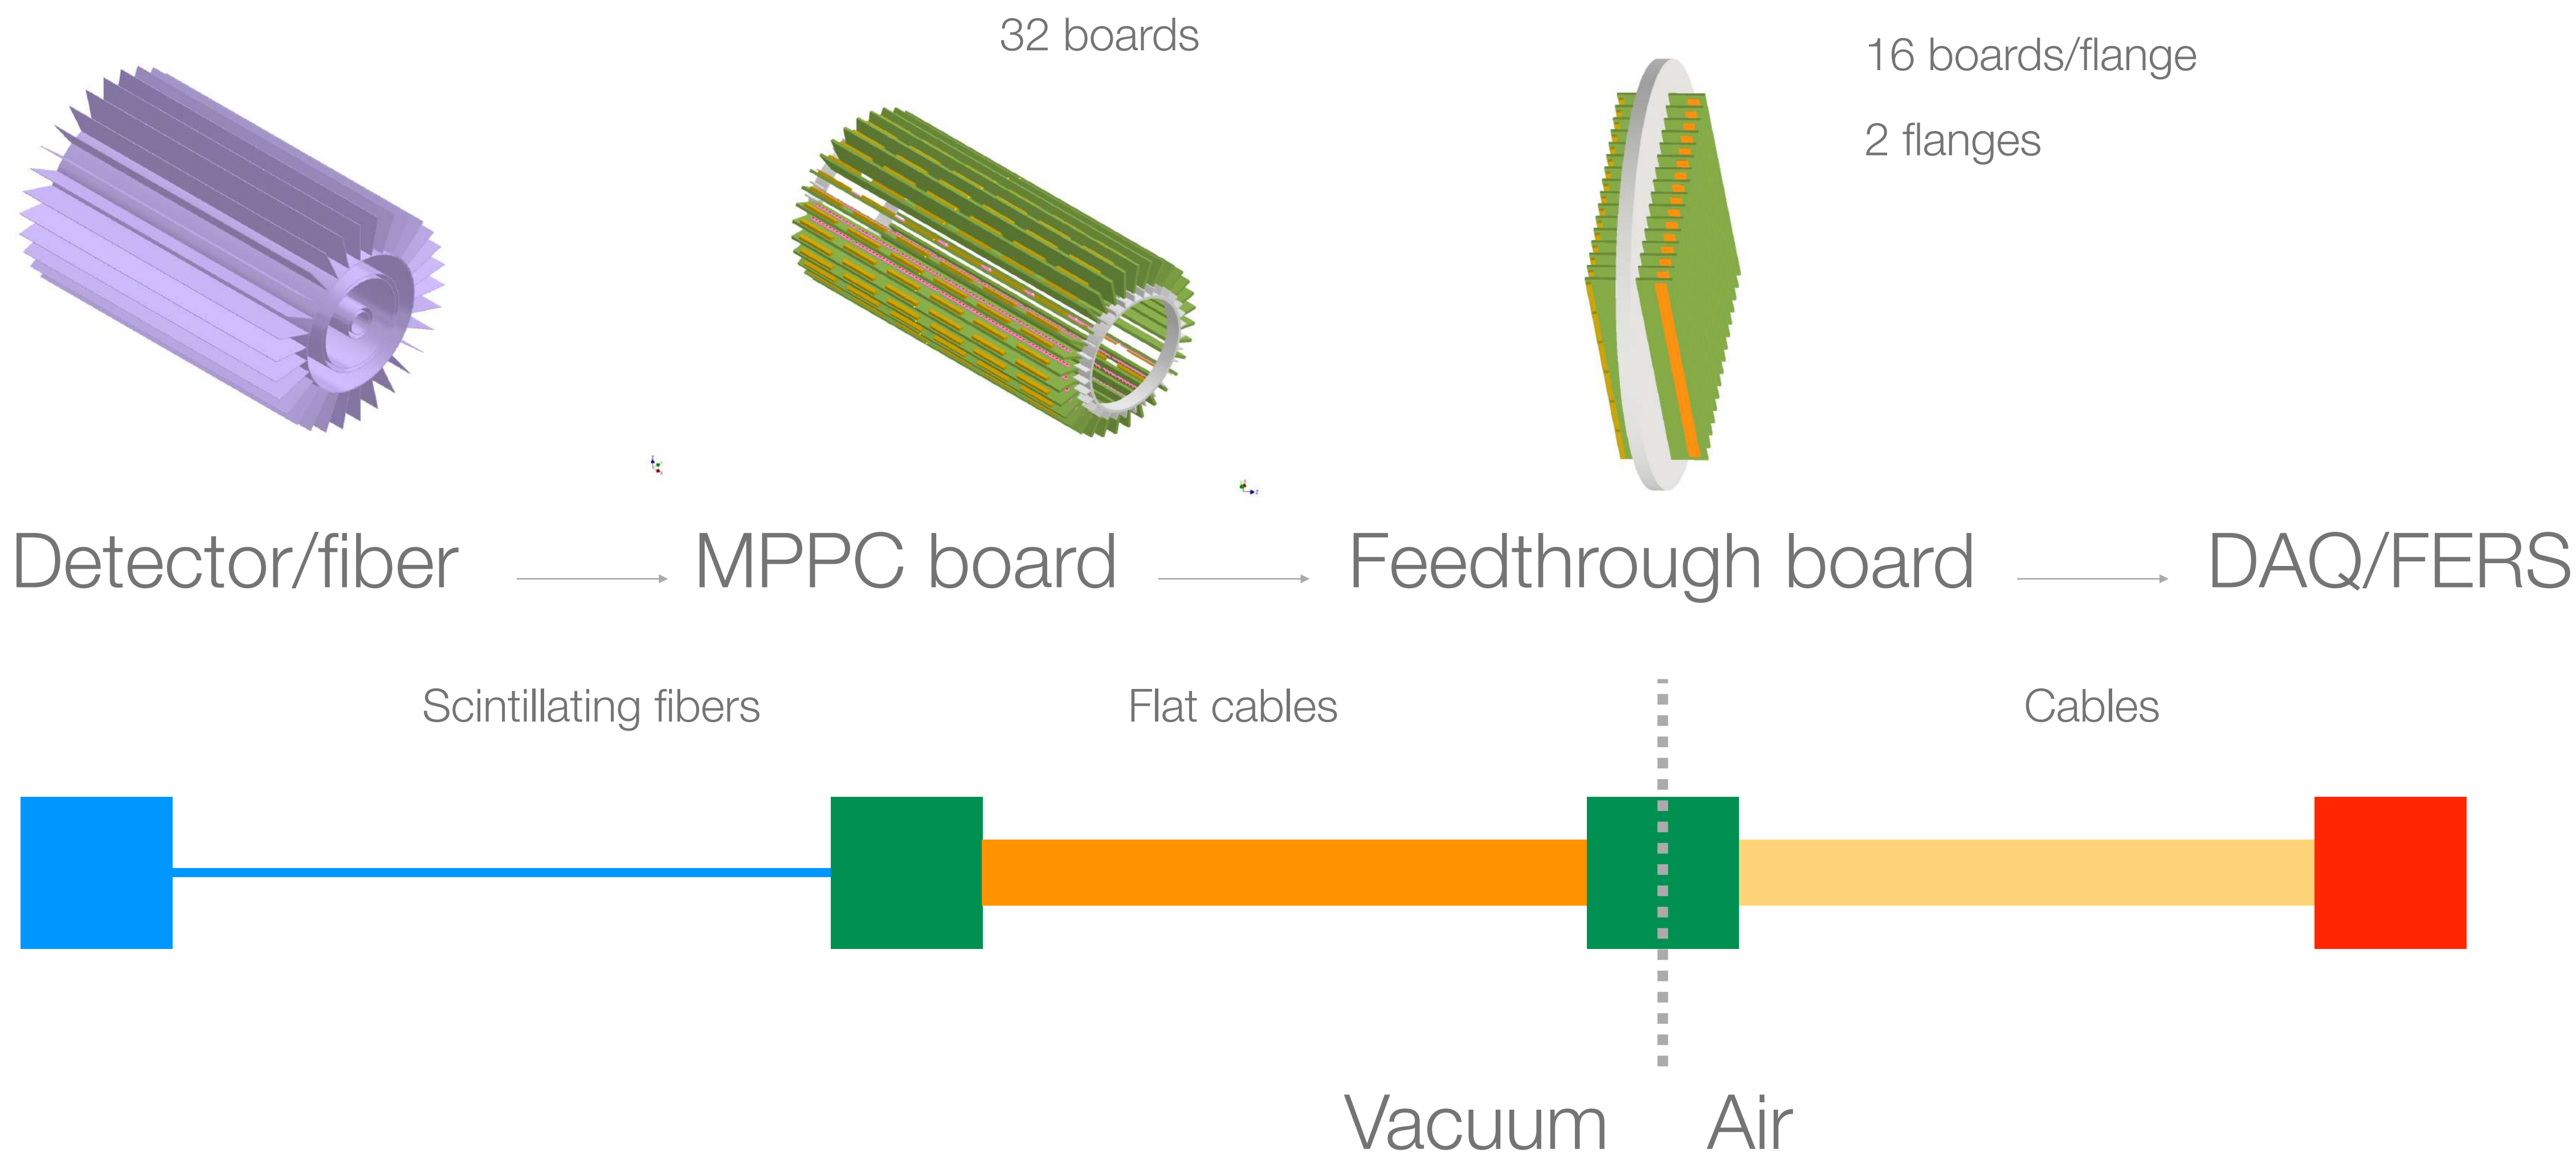 32 boards
16 boards/flange
2 flanges
Detector/fiber
MPPC board
Feedthrough board
DAQ/FERS
Scintillating fibers
Flat cables
Cables
Vacuum
Air